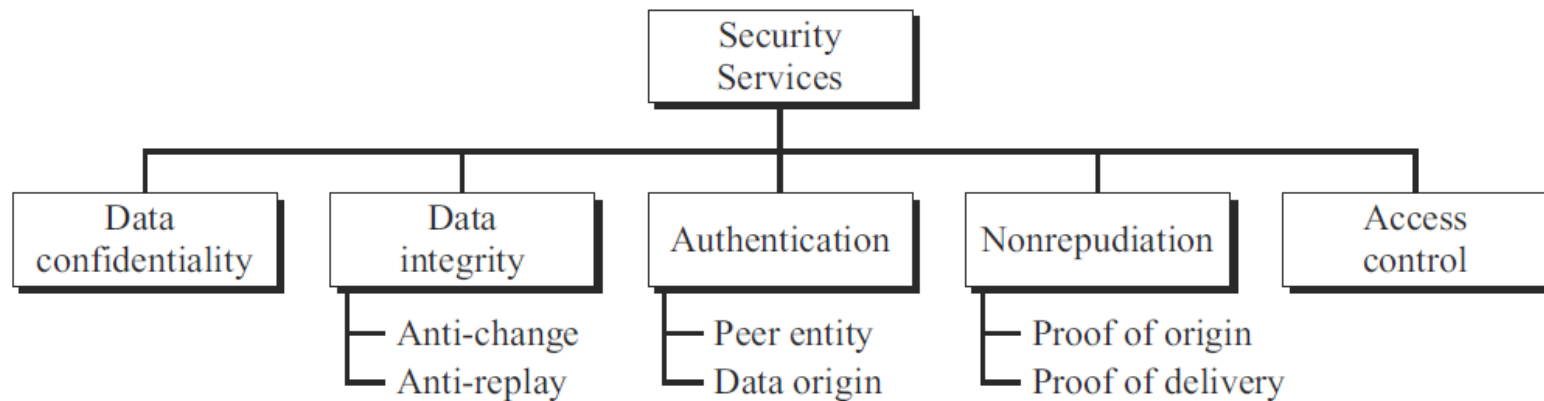 Security
Services
Data
confidentiality
Data
integrity
Authentication
Nonrepudiation
Access
control
Anti-change
Anti-replay
Peer entity
Data origin
Proof of origin
Proof of delivery